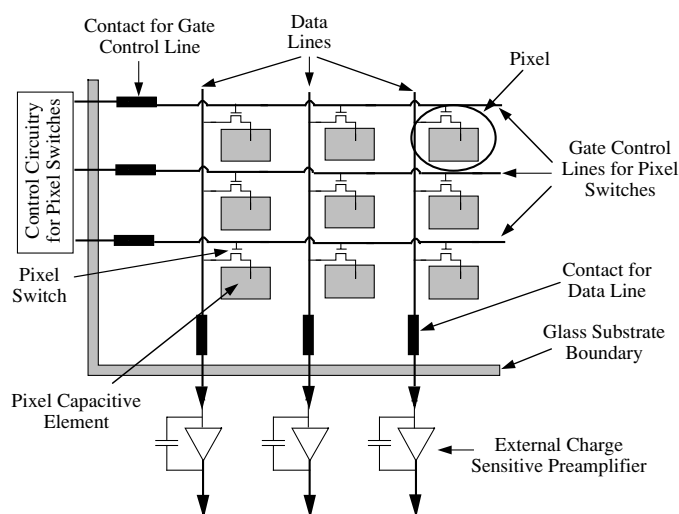 Contact for Gate
Control Line
Data
Lines
Pixel
Control Circuitry
for Pixel Switches
Gate Control
Lines for Pixel
Switches
Pixel
Switch
Contact for
Data Line
Glass Substrate
Boundary
Pixel Capacitive
Element
External Charge
Sensitive Preamplifier